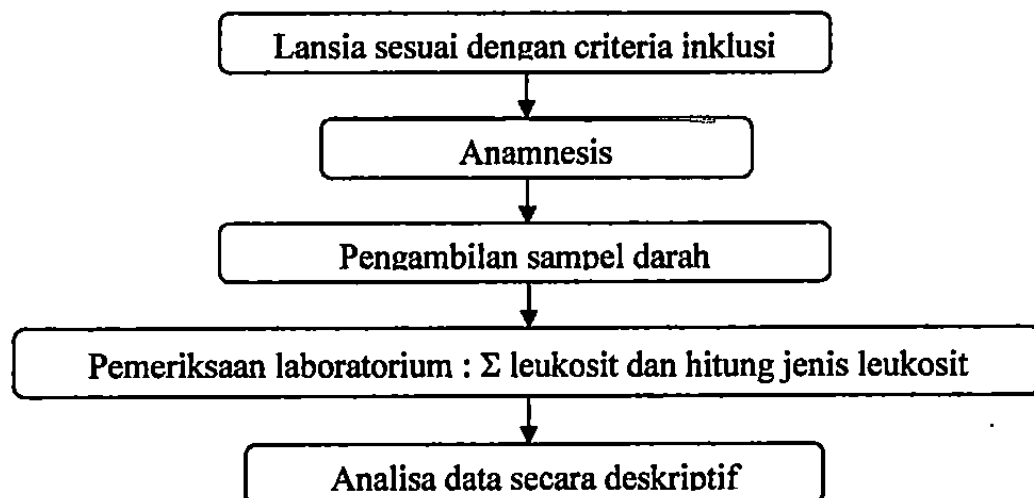 Lansia sesuai dengan criteria inklusi
Anamnesis
Pengambilan sampel darah
Pemeriksaan laboratorium : Σ leukosit dan hitung jenis leukosit
Analisa data secara deskriptif